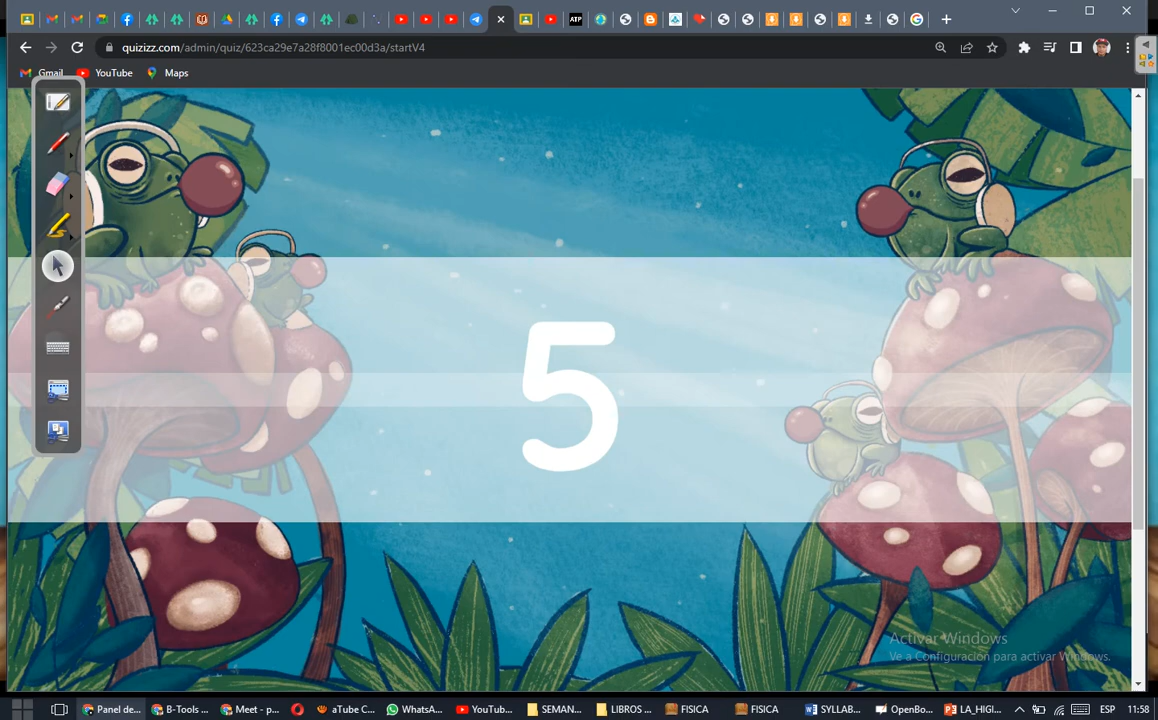 ATP
quizizz.com/admin/quiz/623ca29e7a28f8001ec00d3a/startV4
Gmail
YouTube
Maps
5
Activar Windows
Ve a Configuración para activar Windows.
Panel de...
B-Tools ...
Meet - p...
aTube C...
WhatsA...
YouTub...
SEMAN...
LIBROS ...
FISICA
FISICA
SYLLAB...
OpenBo...
LA_HIGI...
ESP
11:58